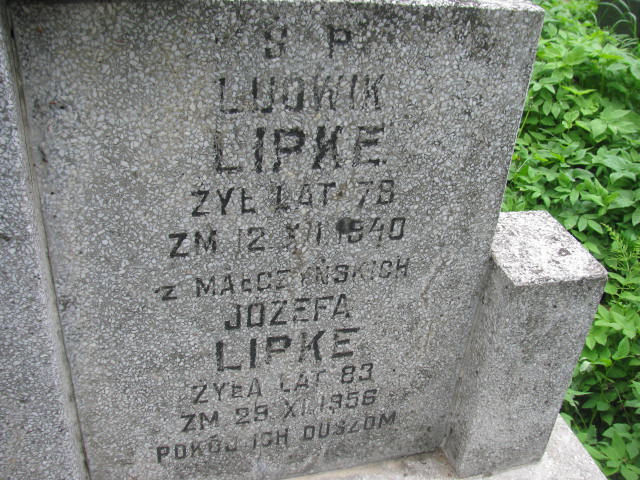 Ś P
LUDWIK
LIPKE
ŻYŁ LAT 78
ZM 12 XII 1940
z MAŁCZYŃSKICH
JÓZEFA
LIPKE
ŻYŁA LAT 83
ZM 29 XI.1956
POKÓJ ICH DUSZOM